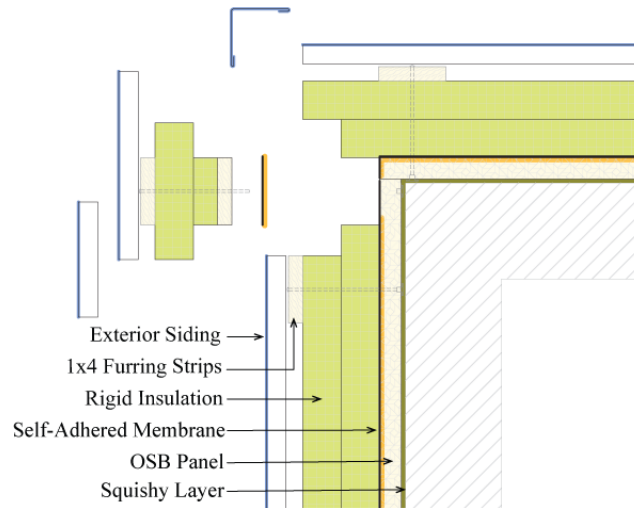 Exterior Siding
1x4 Furring Strips
Rigid Insulation
Self-Adhered Membrane
OSB Panel
Squishy Layer